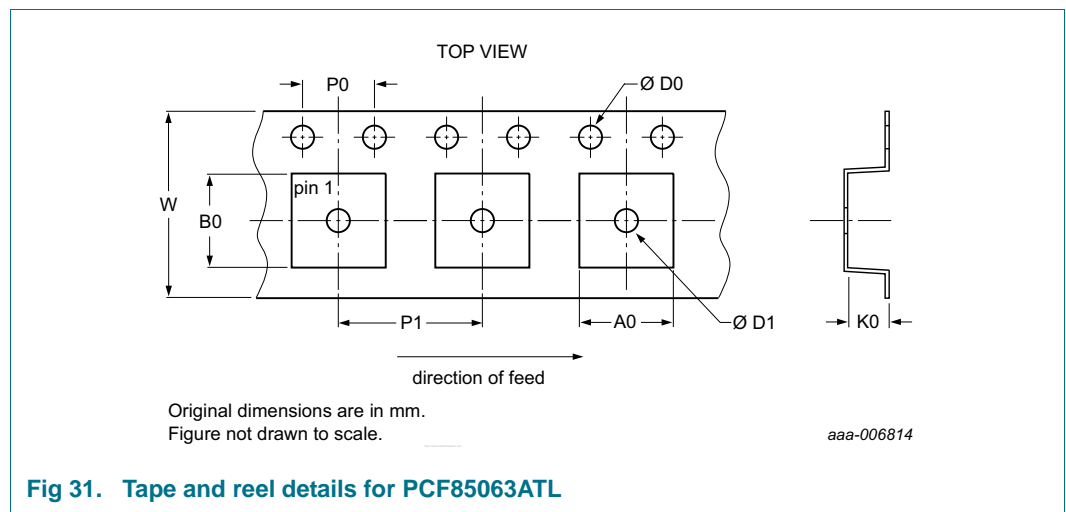 TOP VIEW
P0
Ø D0
W
B0
pin 1
P1
A0
Ø D1
K0
direction of feed
Original dimensions are in mm.
Figure not drawn to scale.
aaa-006814
Fig 31. Tape and reel details for PCF85063ATL